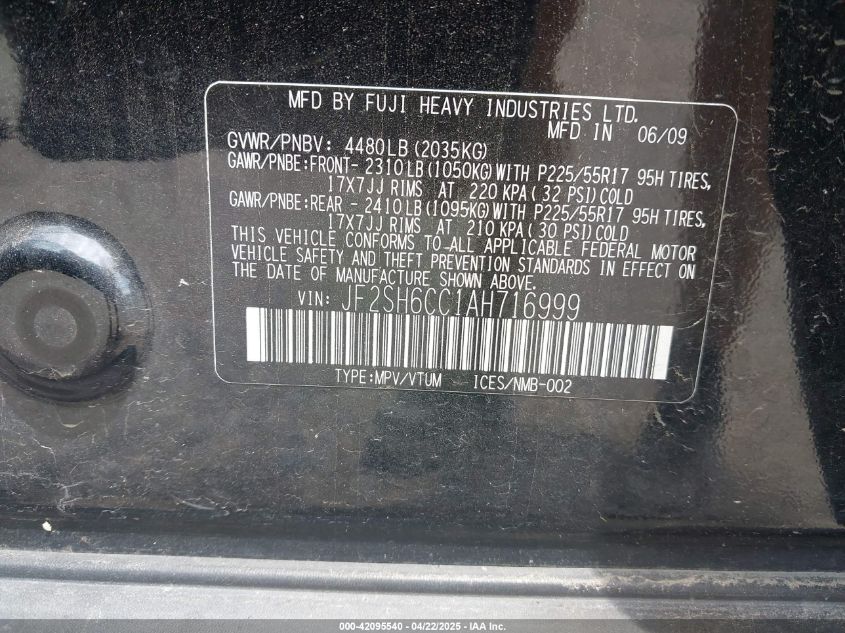 MFD BY FUJI HEAVY INDUSTRIES LTD.
MFD IN 06/09
GVWR/PNBV: 4480LB (2035KG)
GAWR/PNBE:FRONT- 2310LB (1050KG) WITH P225/55R17 95H TIRES,
17X7JJ RIMS AT 220 KPA ( 32 PSI) COLD
GAWR/PNBE:REAR - 2410LB (1095KG) WITH P225/55R17 95H TIRES,
17X7JJ RIMS AT 210 KPA ( 30 PSI) COLD
THIS VEHICLE CONFORMS TO ALL APPLICABLE FEDERAL MOTOR
VEHICLE SAFETY AND THEFT PREVENTION STANDARDS IN EFFECT ON
THE DATE OF MANUFACTURE SHOWN ABOVE.
VIN: JF2SH6CC1AH716999
TYPE:MPV/VTUM ICES/NMB-002
000-42095540 - 04/22/2025 - IAA Inc.